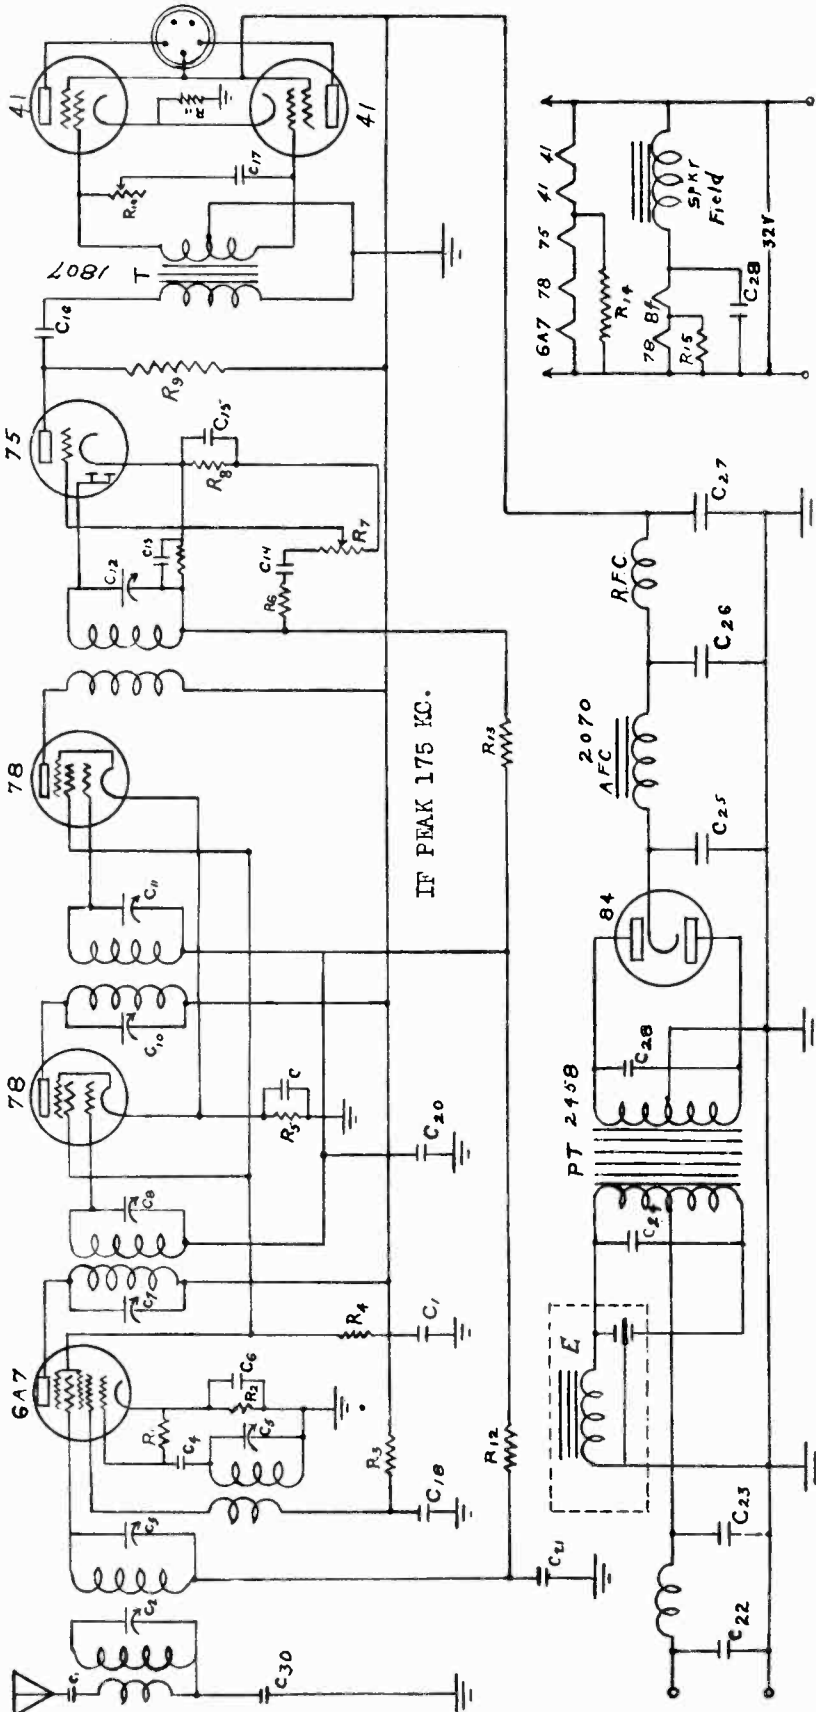 6A7
78
78
75
41
41
1807
T
C1
C2
C3
C30
C21
R1
C4
C5
C6
R2
C7
C8
C18
R3
R4
C1
C10
C11
R5
C
C20
R12
R13
C12
C13
R6
C14
R7
R8
C15
R9
C16
C17
IF PEAK 175 KC.
C22
C23
E
C24
PT 2458
C28
84
C25
2070
AFC
C26
R.F.C
C27
6A7
78
75
41
41
R14
78
84
R15
C28
SPKr
Field
32V